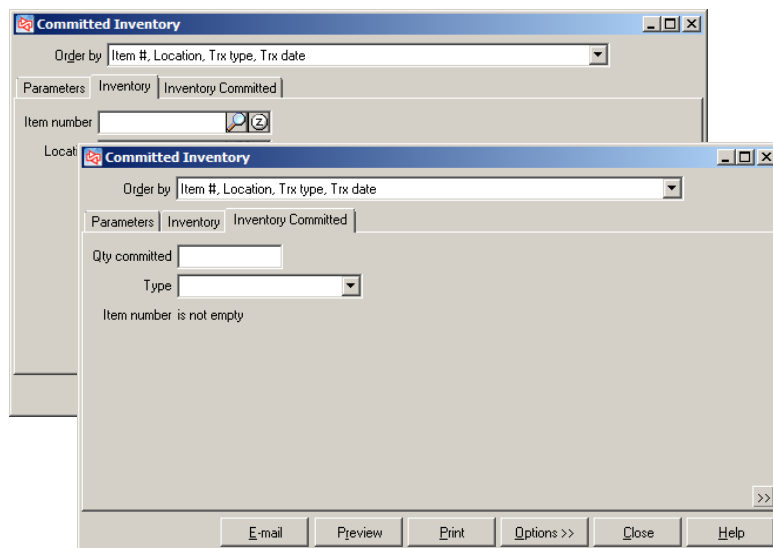 Committed Inventory
Order by Item #, Location, Trx type, Trx date
Parameters Inventory Inventory Committed
Item number
Committed Inventory
Order by Item #, Location, Trx type, Trx date
Parameters Inventory Inventory Committed
Qty committed
Type
Item number is not empty
>>
E-mail Preview Print Options >> Close Help